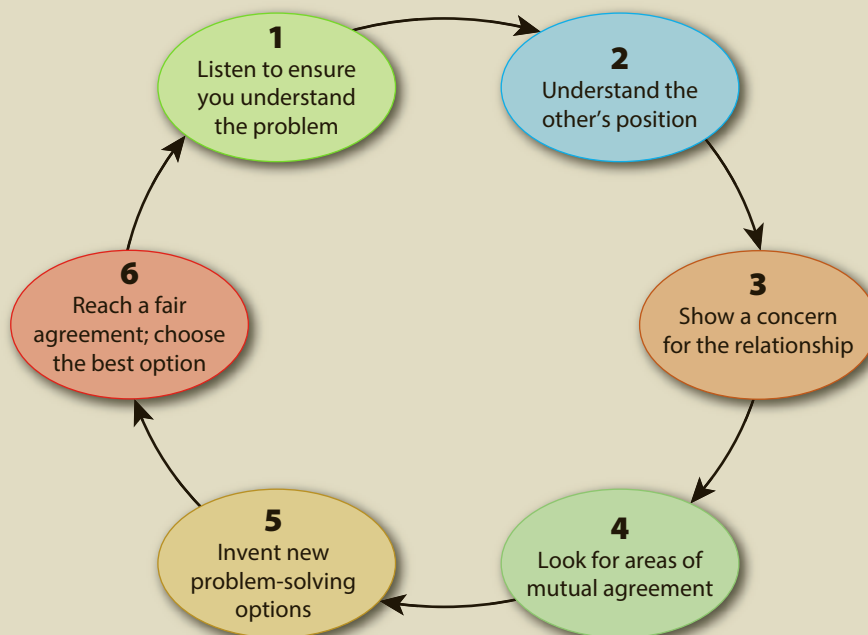 1
Listen to ensure
you understand
the problem
2
Understand the
other’s position
3
Show a concern
for the relationship
4
Look for areas of
mutual agreement
5
Invent new
problem-solving
options
6
Reach a fair
agreement; choose
the best option